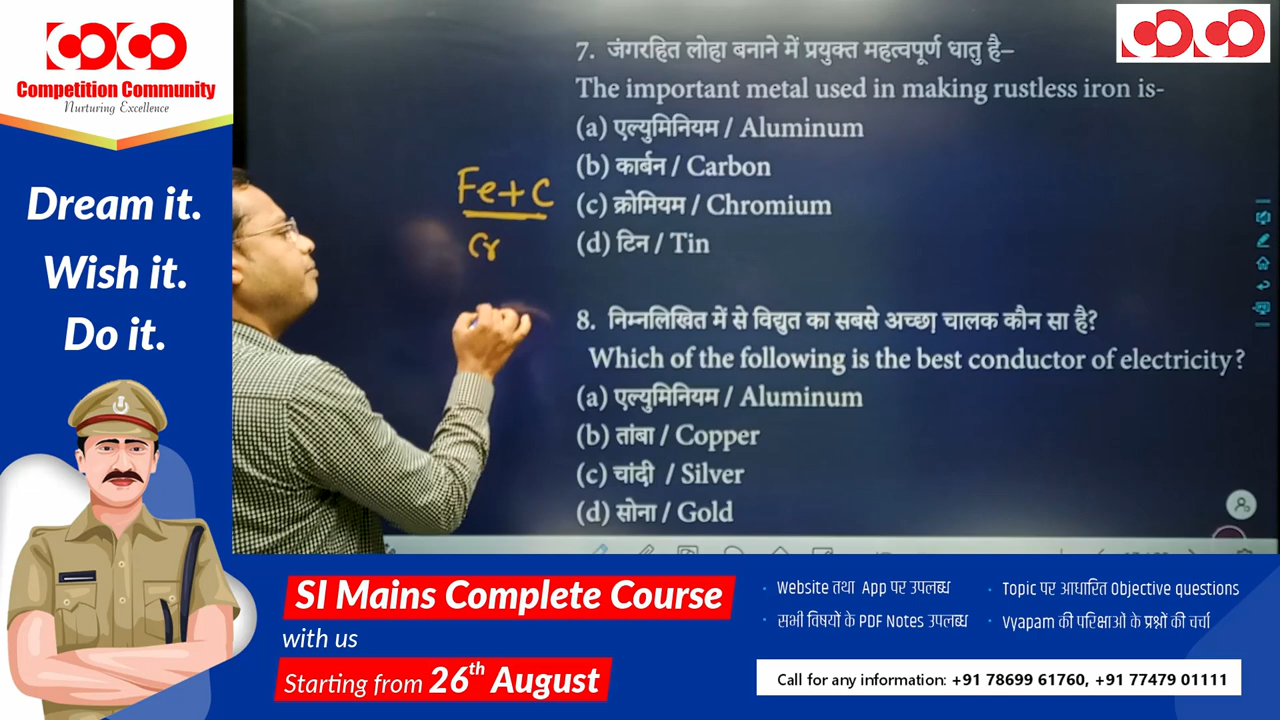 COCO
Competition Community
Nurturing Excellence
Dream it.
Wish it.
Do it.
COCO
7. जंगरहित लोहा बनाने में प्रयुक्त महत्वपूर्ण धातु है–
The important metal used in making rustless iron is-
(a) एल्युमिनियम / Aluminum
(b) कार्बन / Carbon
(c) क्रोमियम / Chromium
(d) टिन / Tin
Fe+C
Cr
8. निम्नलिखित में से विद्युत का सबसे अच्छा चालक कौन सा है?
Which of the following is the best conductor of electricity?
(a) एल्युमिनियम / Aluminum
(b) तांबा / Copper
(c) चांदी / Silver
(d) सोना / Gold
SI Mains Complete Course
with us
Starting from 26th August
· Website तथा App पर उपलब्ध
· सभी विषयों के PDF Notes उपलब्ध
· Topic पर आधारित Objective questions
· Vyapam की परिक्षाओं के प्रश्नों की चर्चा
Call for any information: +91 78699 61760, +91 77479 01111